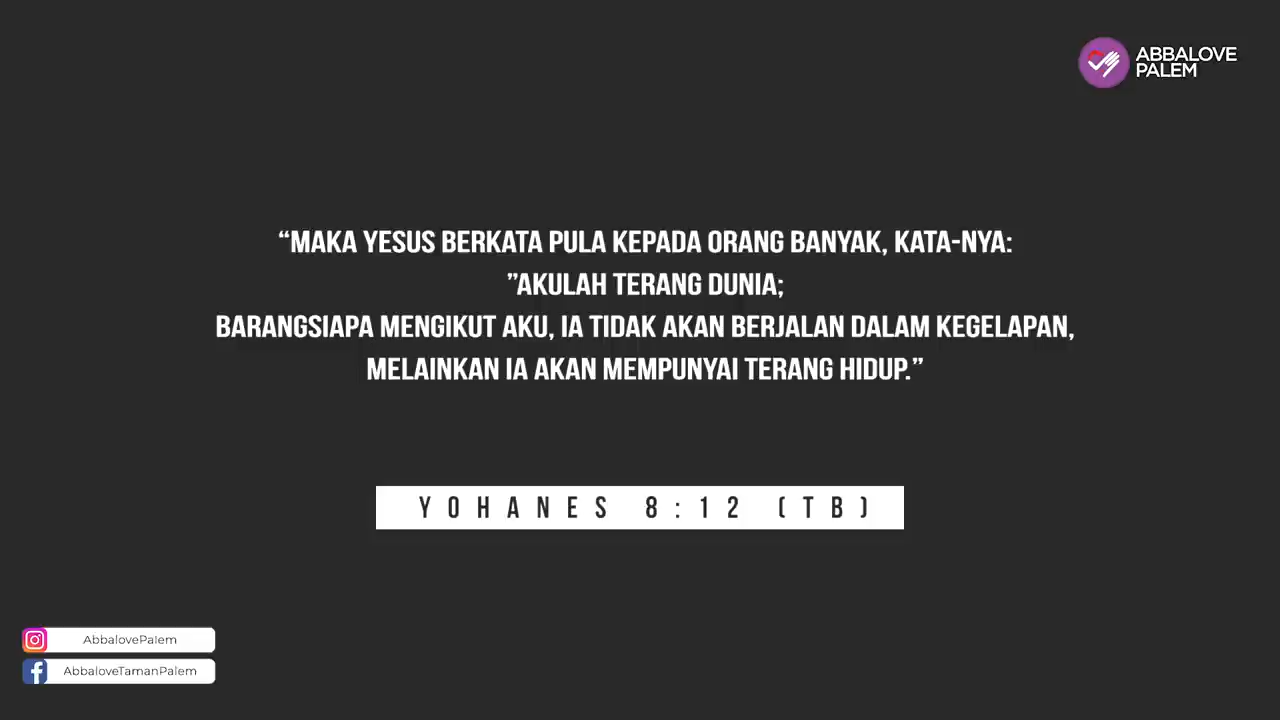 ABBALOVE
PALEM
“MAKA YESUS BERKATA PULA KEPADA ORANG BANYAK, KATA-NYA:
”AKULAH TERANG DUNIA;
BARANGSIAPA MENGIKUT AKU, IA TIDAK AKAN BERJALAN DALAM KEGELAPAN,
MELAINKAN IA AKAN MEMPUNYAI TERANG HIDUP.”
YOHANES 8:12 (TB)
AbbalovePalem
AbbaloveTamanPalem